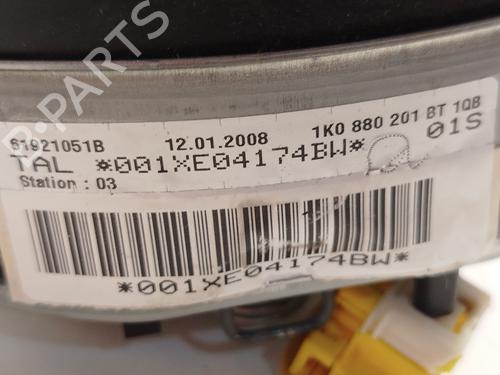 B-PARTS
61921051B 12.01.2008 1K0 880 201 BT 1QB
TAL *001XE04174BW* 01S
Station : 03
*001XE04174BW*